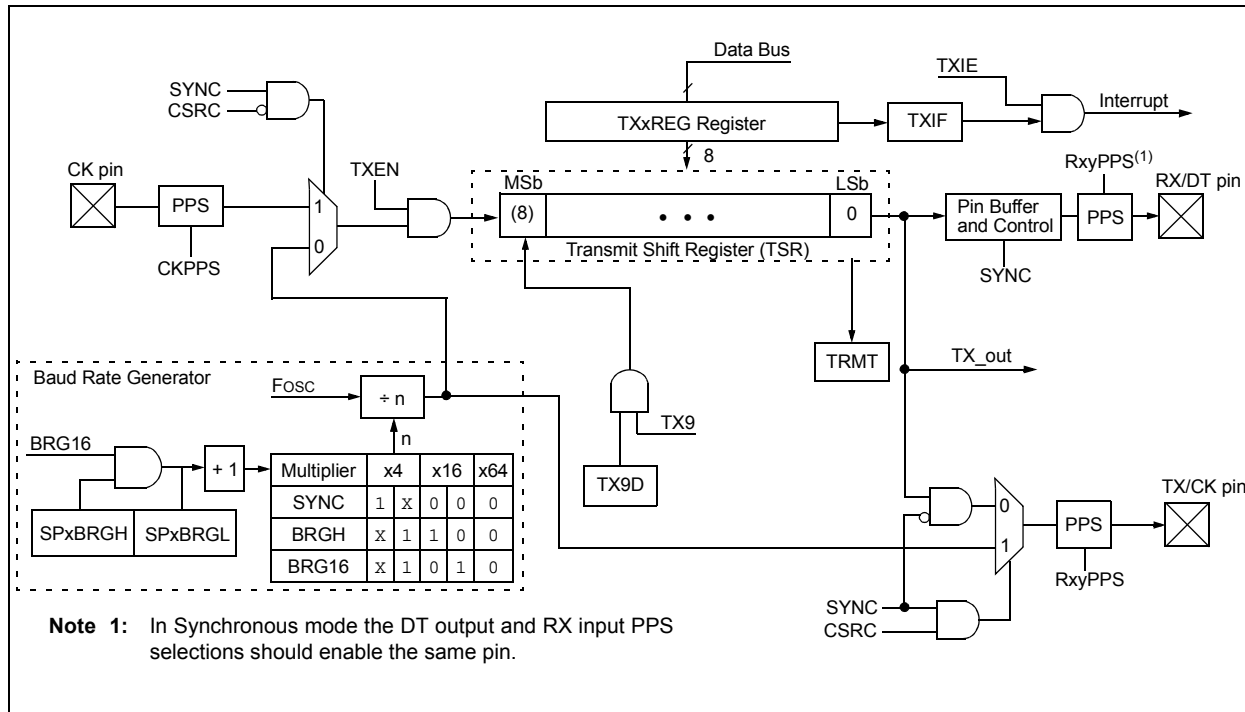 Data Bus
TXIE
SYNC
CSRC
TXxREG Register
TXIF
Interrupt
8
CK pin
TXEN
MSb
LSb
RxyPPS(1)
RX/DT pin
PPS
1
(8)
• • •
0
Pin Buffer
and Control
PPS
0
Transmit Shift Register (TSR)
CKPPS
SYNC
TRMT
TX_out
Baud Rate Generator
FOSC
÷ n
n
TX9
BRG16
+ 1
Multiplier x4 x16 x64
TX9D
SYNC 1 X 0 0 0
SPxBRGH SPxBRGL
BRGH X 1 1 0 0
BRG16 X 1 0 1 0
TX/CK pin
0
PPS
1
RxyPPS
SYNC
CSRC
Note 1: In Synchronous mode the DT output and RX input PPS
selections should enable the same pin.